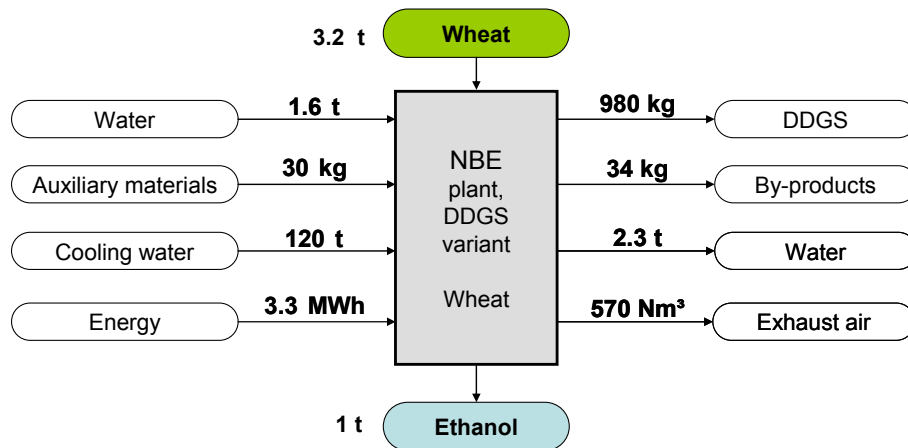 3.2 t
Wheat
Water
1.6 t
980 kg
DDGS
Auxiliary materials
30 kg
34 kg
By-products
Cooling water
120 t
2.3 t
Water
Energy
3.3 MWh
570 Nm³
Exhaust air
NBE
plant,
DDGS
variant
Wheat
1 t
Ethanol